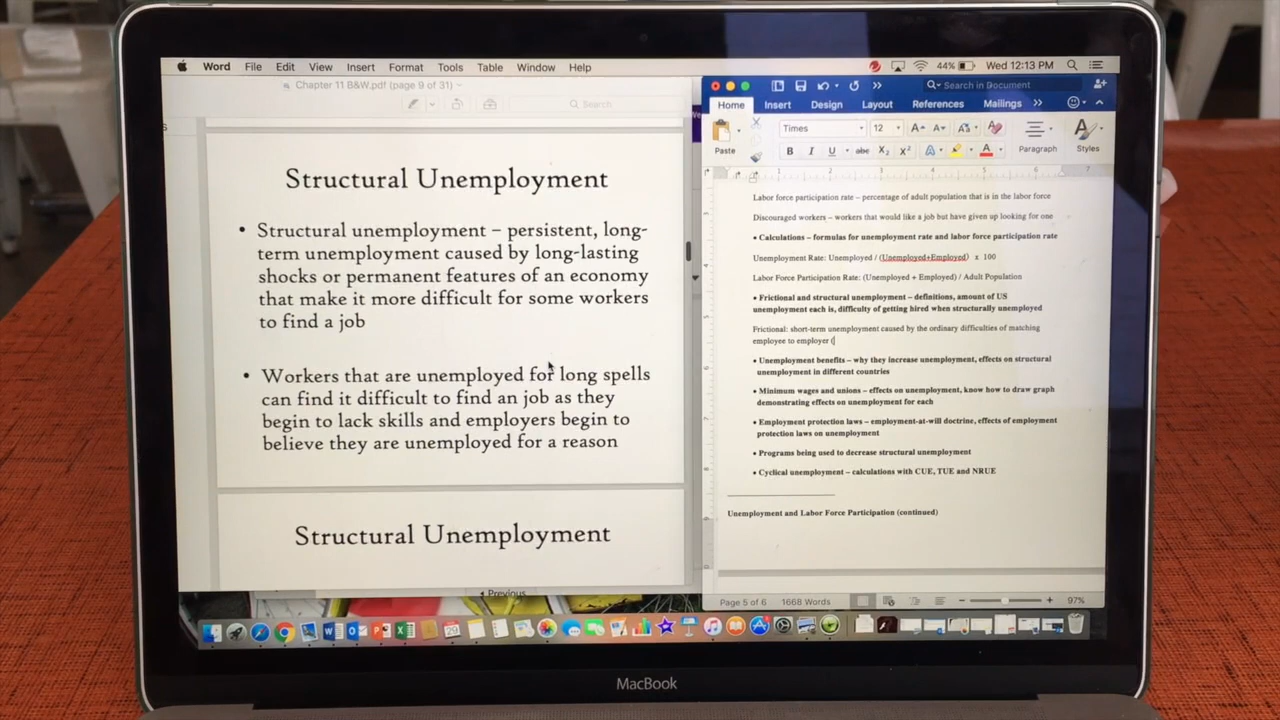 Word File Edit View Insert Format Tools Table Window Help 44% Wed 12:13 PM
Chapter 11 B&W.pdf (page 9 of 31)
Search
Structural Unemployment
• Structural unemployment – persistent, long-
term unemployment caused by long-lasting
shocks or permanent features of an economy
that make it more difficult for some workers
to find a job
• Workers that are unemployed for long spells
can find it difficult to find an job as they
begin to lack skills and employers begin to
believe they are unemployed for a reason
Structural Unemployment
Previous
Search in Document
Home Insert Design Layout References Mailings
Paste Times 12 Paragraph Styles
B I U abc X₂ X² A A
1 2 3 4 5 6 7
Labor force participation rate – percentage of adult population that is in the labor force
Discouraged workers – workers that would like a job but have given up looking for one
• Calculations – formulas for unemployment rate and labor force participation rate
Unemployment Rate: Unemployed / (Unemployed+Employed) x 100
Labor Force Participation Rate: (Unemployed + Employed) / Adult Population
• Frictional and structural unemployment – definitions, amount of US
unemployment each is, difficulty of getting hired when structurally unemployed
Frictional: short-term unemployment caused by the ordinary difficulties of matching
employee to employer (
• Unemployment benefits – why they increase unemployment, effects on structural
unemployment in different countries
• Minimum wages and unions – effects on unemployment, know how to draw graph
demonstrating effects on unemployment for each
• Employment protection laws – employment-at-will doctrine, effects of employment
protection laws on unemployment
• Programs being used to decrease structural unemployment
• Cyclical unemployment – calculations with CUE, TUE and NRUE
Unemployment and Labor Force Participation (continued)
Page 5 of 6 1668 Words 97%
MacBook